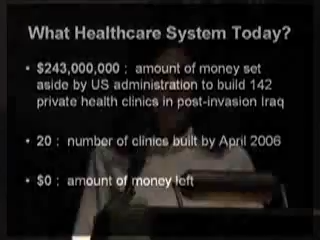 What Healthcare System Today?
• $243,000,000 : amount of money set
aside by US administration to build 142
private health clinics in post-invasion Iraq
• 20 : number of clinics built by April 2006
• $0 : amount of money left